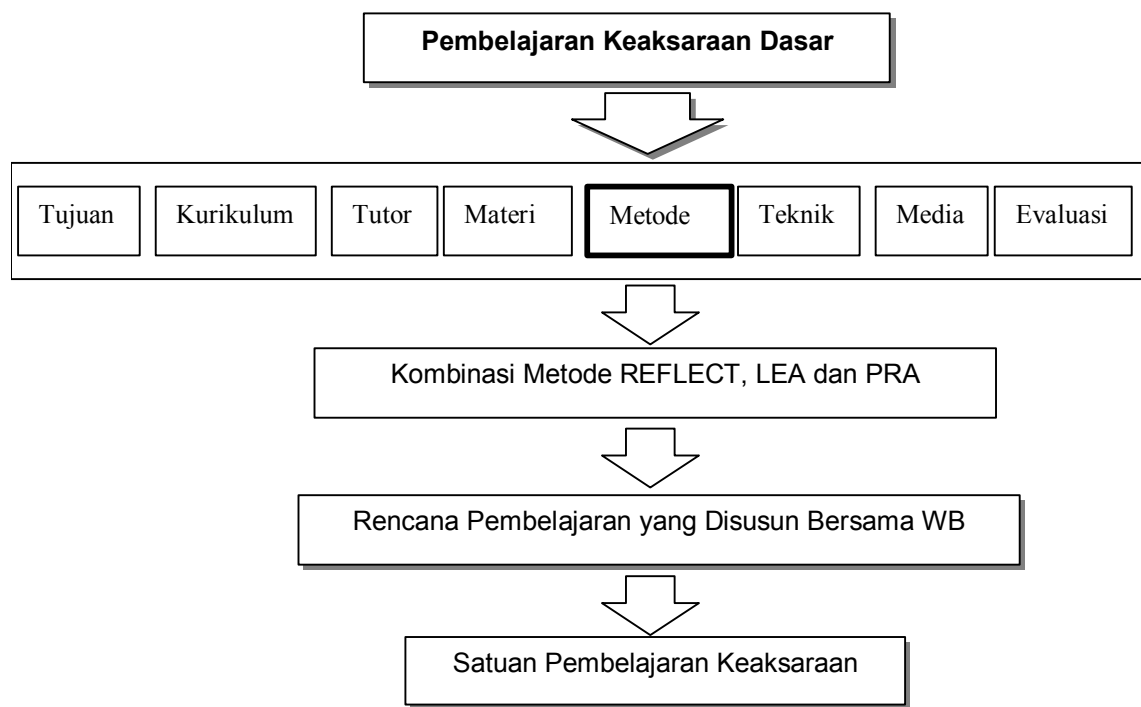 Pembelajaran Keaksaraan Dasar
Tujuan
Kurikulum
Tutor
Materi
Metode
Teknik
Media
Evaluasi
Kombinasi Metode REFLECT, LEA dan PRA
Rencana Pembelajaran yang Disusun Bersama WB
Satuan Pembelajaran Keaksaraan